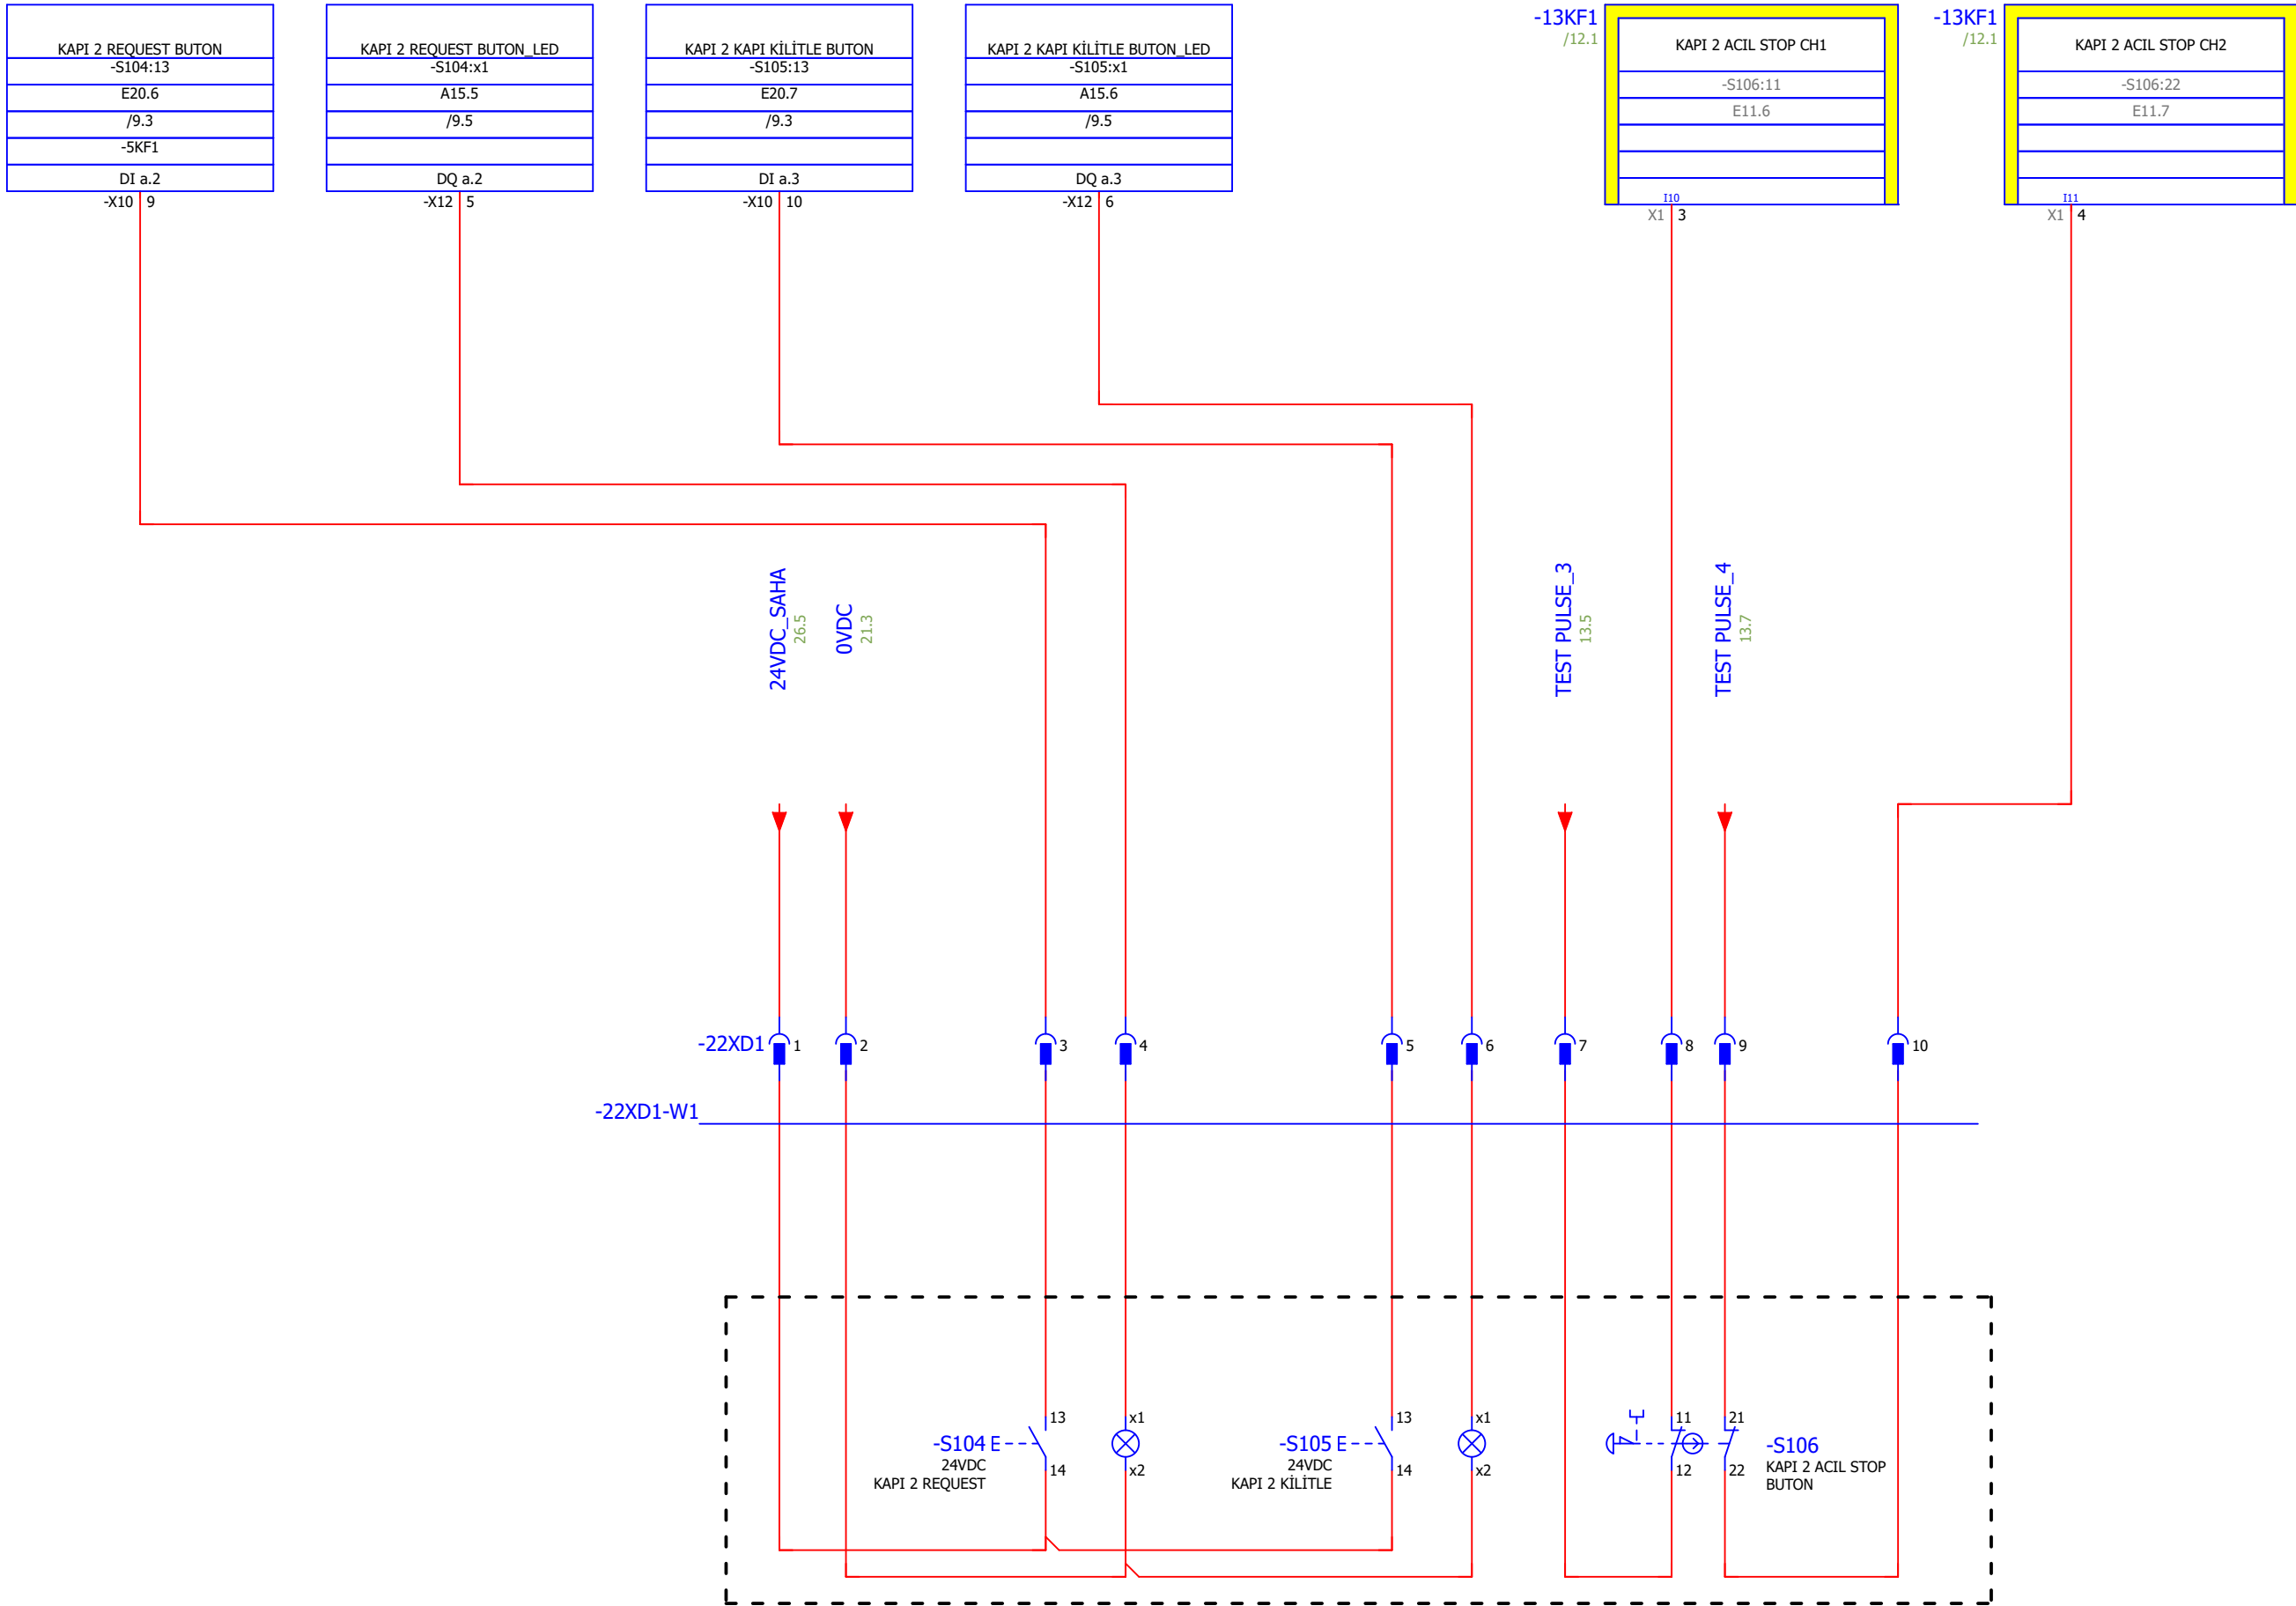 KAPI 2 REQUEST BUTON
-S104:13
E20.6
/9.3
-5KF1
DI a.2
-X10 9
KAPI 2 REQUEST BUTON_LED
-S104:x1
A15.5
/9.5
DQ a.2
-X12 5
KAPI 2 KAPI KİLİTLE BUTON
-S105:13
E20.7
/9.3
DI a.3
-X10 10
KAPI 2 KAPI KİLİTLE BUTON_LED
-S105:x1
A15.6
/9.5
DQ a.3
-X12 6
-13KF1
/12.1
KAPI 2 ACIL STOP CH1
-S106:11
E11.6
I10
X1 3
-13KF1
/12.1
KAPI 2 ACIL STOP CH2
-S106:22
E11.7
I11
X1 4
24VDC_SAHA
26.5
0VDC
21.3
TEST PULSE_3
13.5
TEST PULSE_4
13.7
-22XD1 1 2 3 4 5 6 7 8 9 10
-22XD1-W1
-S104
24VDC
KAPI 2 REQUEST
13
14
x1
x2
-S105
24VDC
KAPI 2 KİLİTLE
13
14
x1
x2
11
12
21
22
-S106
KAPI 2 ACIL STOP
BUTON